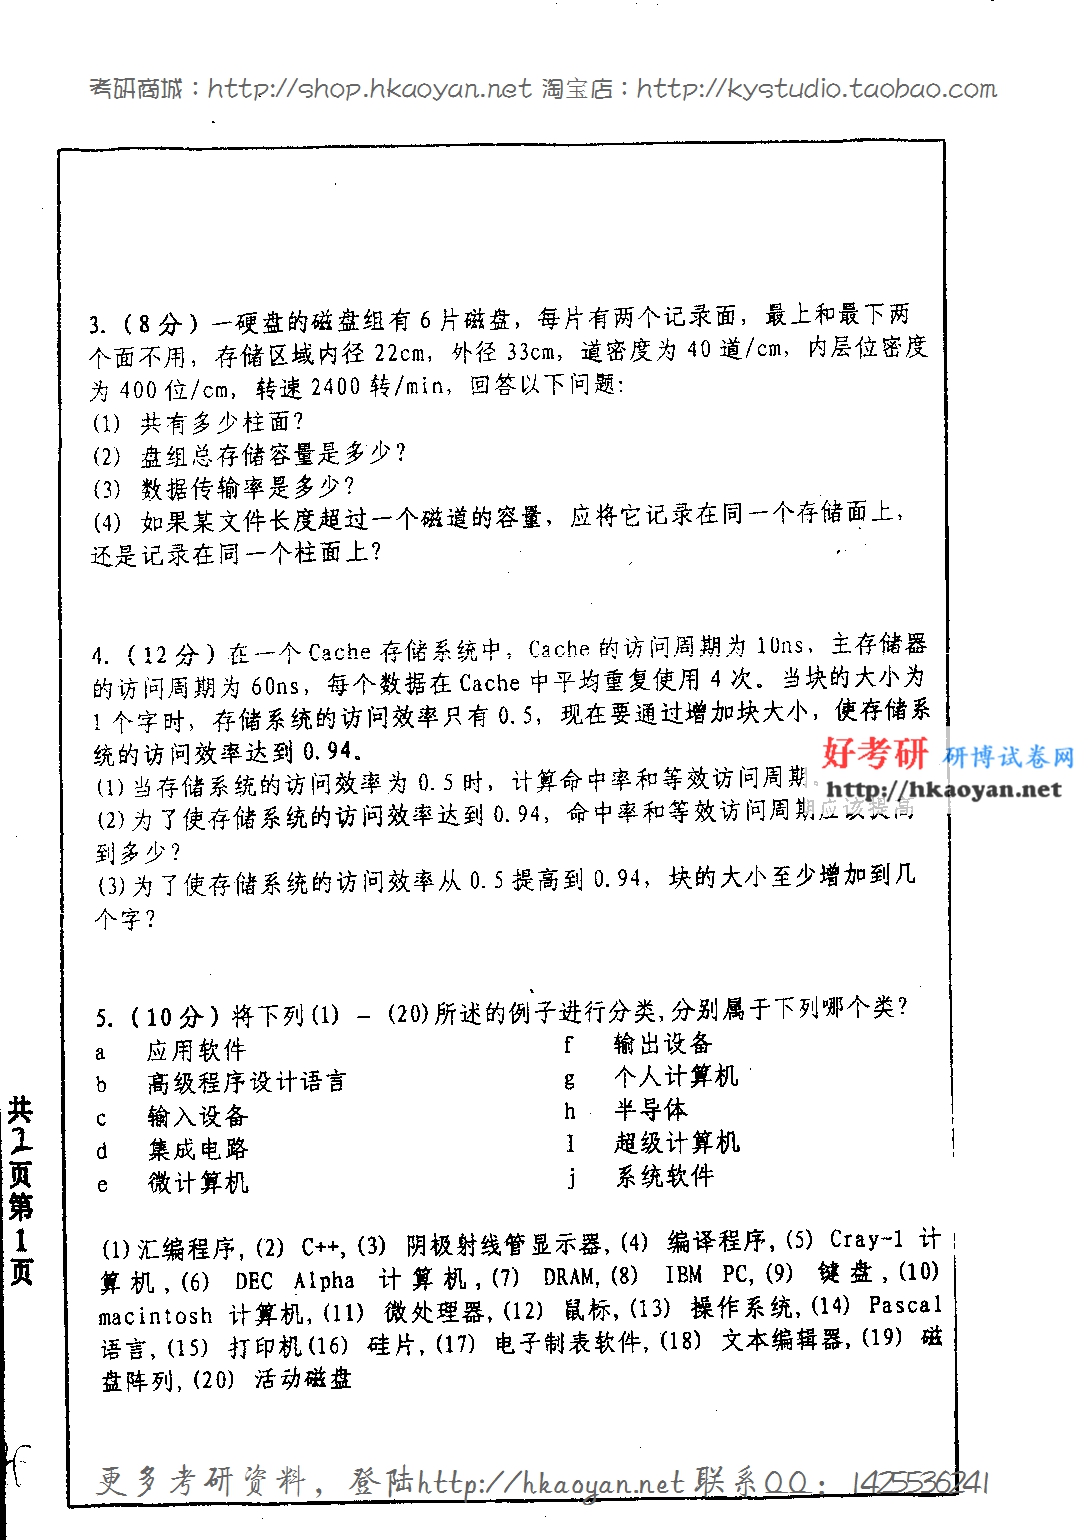 考研商城：http://shop.hkaoyan.net 淘宝店：http://kystudio.taobao.com
3.（8分）一硬盘的磁盘组有6片磁盘，每片有两个记录面，最上和最下两
个面不用，存储区域内径22cm，外径33cm，道密度为40道/cm，内层位密度
为400位/cm，转速2400转/min，回答以下问题：
(1) 共有多少柱面？
(2) 盘组总存储容量是多少？
(3) 数据传输率是多少？
(4) 如果某文件长度超过一个磁道的容量，应将它记录在同一个存储面上，
还是记录在同一个柱面上？
4.（12分）在一个Cache存储系统中，Cache的访问周期为10ns，主存储器
的访问周期为60ns，每个数据在Cache中平均重复使用4次。当块的大小为
1个字时，存储系统的访问效率只有0.5，现在要通过增加块大小，使存储系
统的访问效率达到0.94。
好考研 研博试卷网
http://hkaoyan.net
(1)当存储系统的访问效率为0.5时，计算命中率和等效访问周期。
(2)为了使存储系统的访问效率达到0.94，命中率和等效访问周期应该提高
到多少？
(3)为了使存储系统的访问效率从0.5提高到0.94，块的大小至少增加到几
个字？
5.（10分）将下列(1) － (20)所述的例子进行分类,分别属于下列哪个类?
a 应用软件 f 输出设备
b 高级程序设计语言 g 个人计算机
c 输入设备 h 半导体
d 集成电路 l 超级计算机
e 微计算机 j 系统软件
(1)汇编程序, (2) C++, (3) 阴极射线管显示器, (4) 编译程序, (5) Cray-1 计
算机, (6) DEC Alpha 计算机, (7) DRAM, (8) IBM PC, (9) 键盘, (10)
macintosh 计算机, (11) 微处理器, (12) 鼠标, (13) 操作系统, (14) Pascal
语言, (15) 打印机(16) 硅片, (17) 电子制表软件, (18) 文本编辑器, (19) 磁
盘阵列, (20) 活动磁盘
共2页第1页
更多考研资料，登陆http://hkaoyan.net联系QQ：1425536241